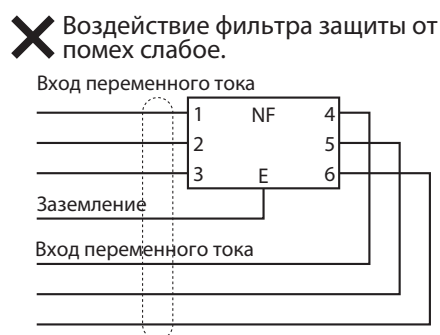 Воздействие фильтра защиты от
помех слабое.
Вход переменного тока
1 NF 4
2 5
3 E 6
Заземление
Вход переменного тока